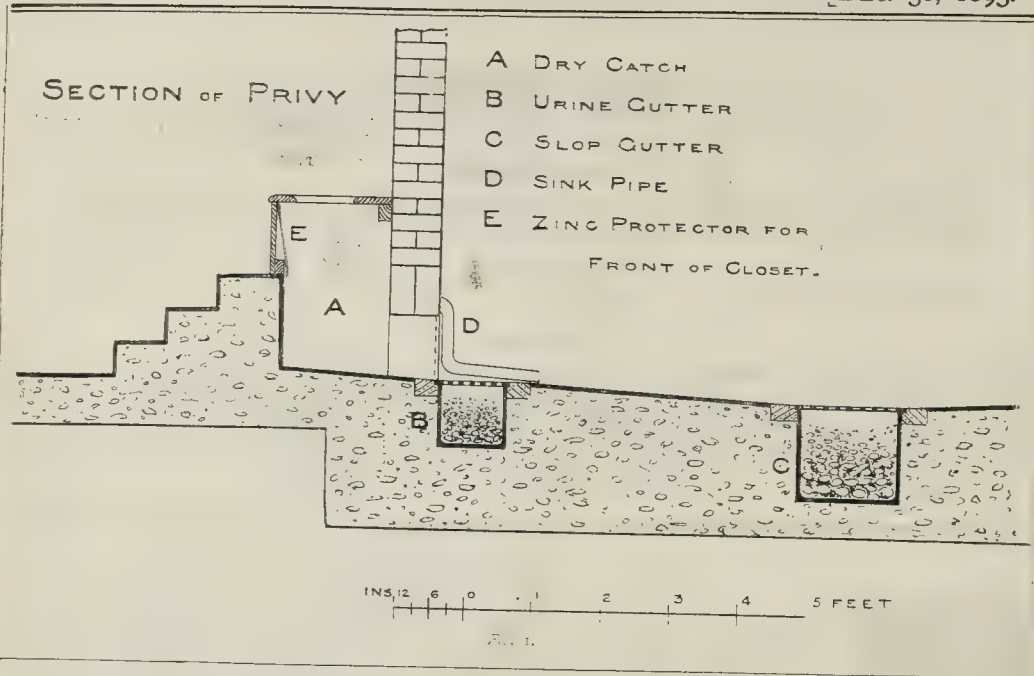 SECTION OF PRIVY
A DRY CATCH
B URINE GUTTER
C SLOP GUTTER
D SINK PIPE
E ZINC PROTECTOR FOR
FRONT OF CLOSET.
E
A
D
B
C
INS, 12 6 0 1 2 3 4 5 FEET